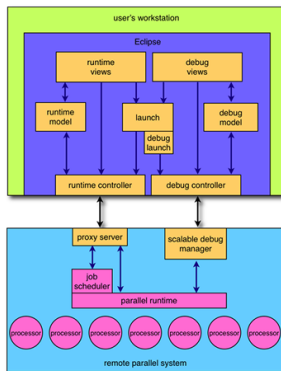 user's workstation
Eclipse
runtime
views
debug
views
runtime
model
launch
debug
launch
debug
model
runtime controller
debug controller
proxy server
scalable debug
manager
job
scheduler
parallel runtime
processor
processor
processor
processor
processor
processor
processor
remote parallel system